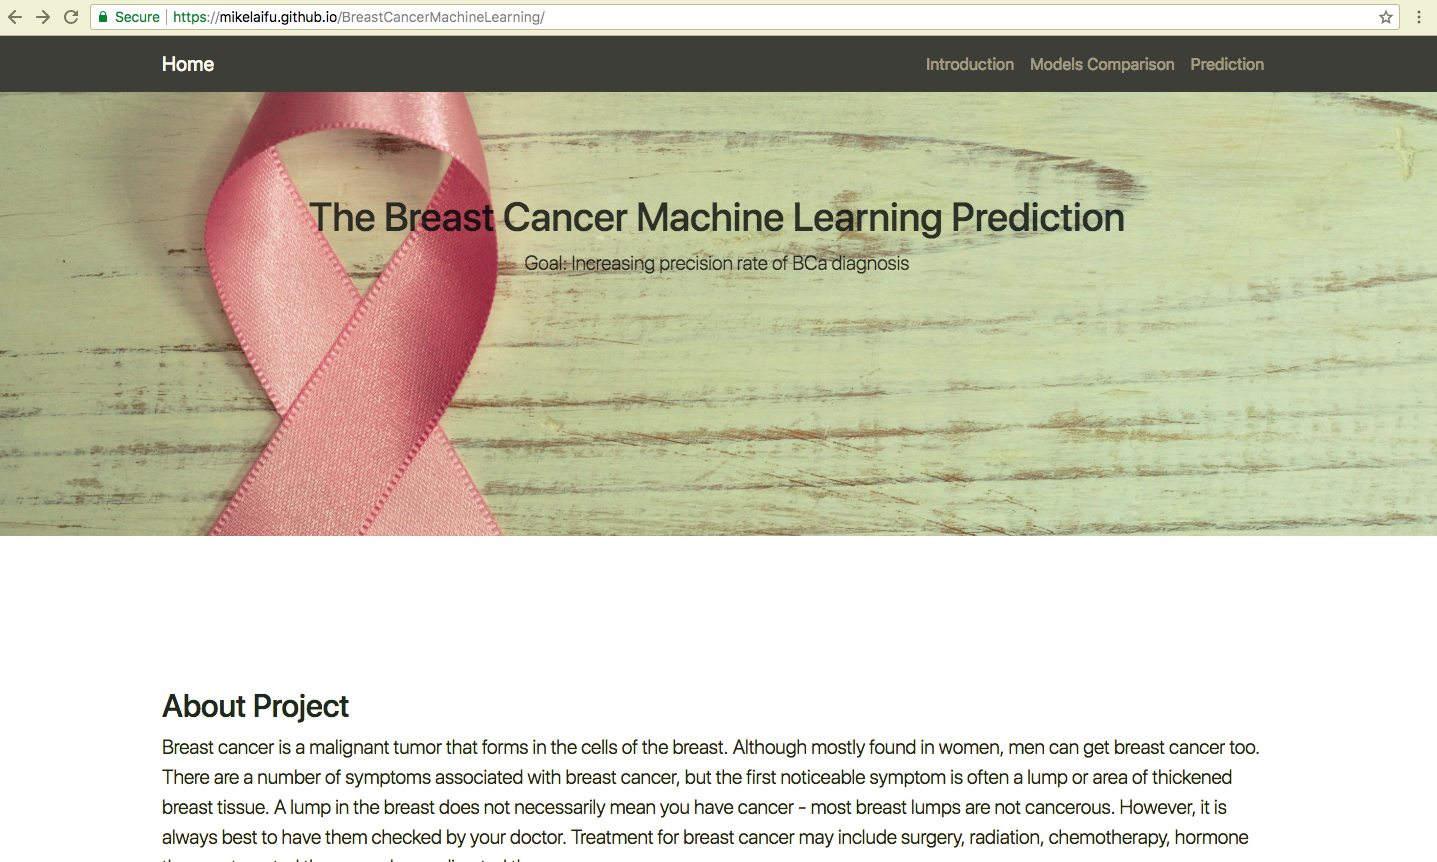 Secure https://mikelaifu.github.io/BreastCancerMachineLearning/
Home Introduction Models Comparison Prediction
The Breast Cancer Machine Learning Prediction
Goal: Increasing precision rate of BCa diagnosis
About Project
Breast cancer is a malignant tumor that forms in the cells of the breast. Although mostly found in women, men can get breast cancer too.
There are a number of symptoms associated with breast cancer, but the first noticeable symptom is often a lump or area of thickened
breast tissue. A lump in the breast does not necessarily mean you have cancer - most breast lumps are not cancerous. However, it is
always best to have them checked by your doctor. Treatment for breast cancer may include surgery, radiation, chemotherapy, hormone